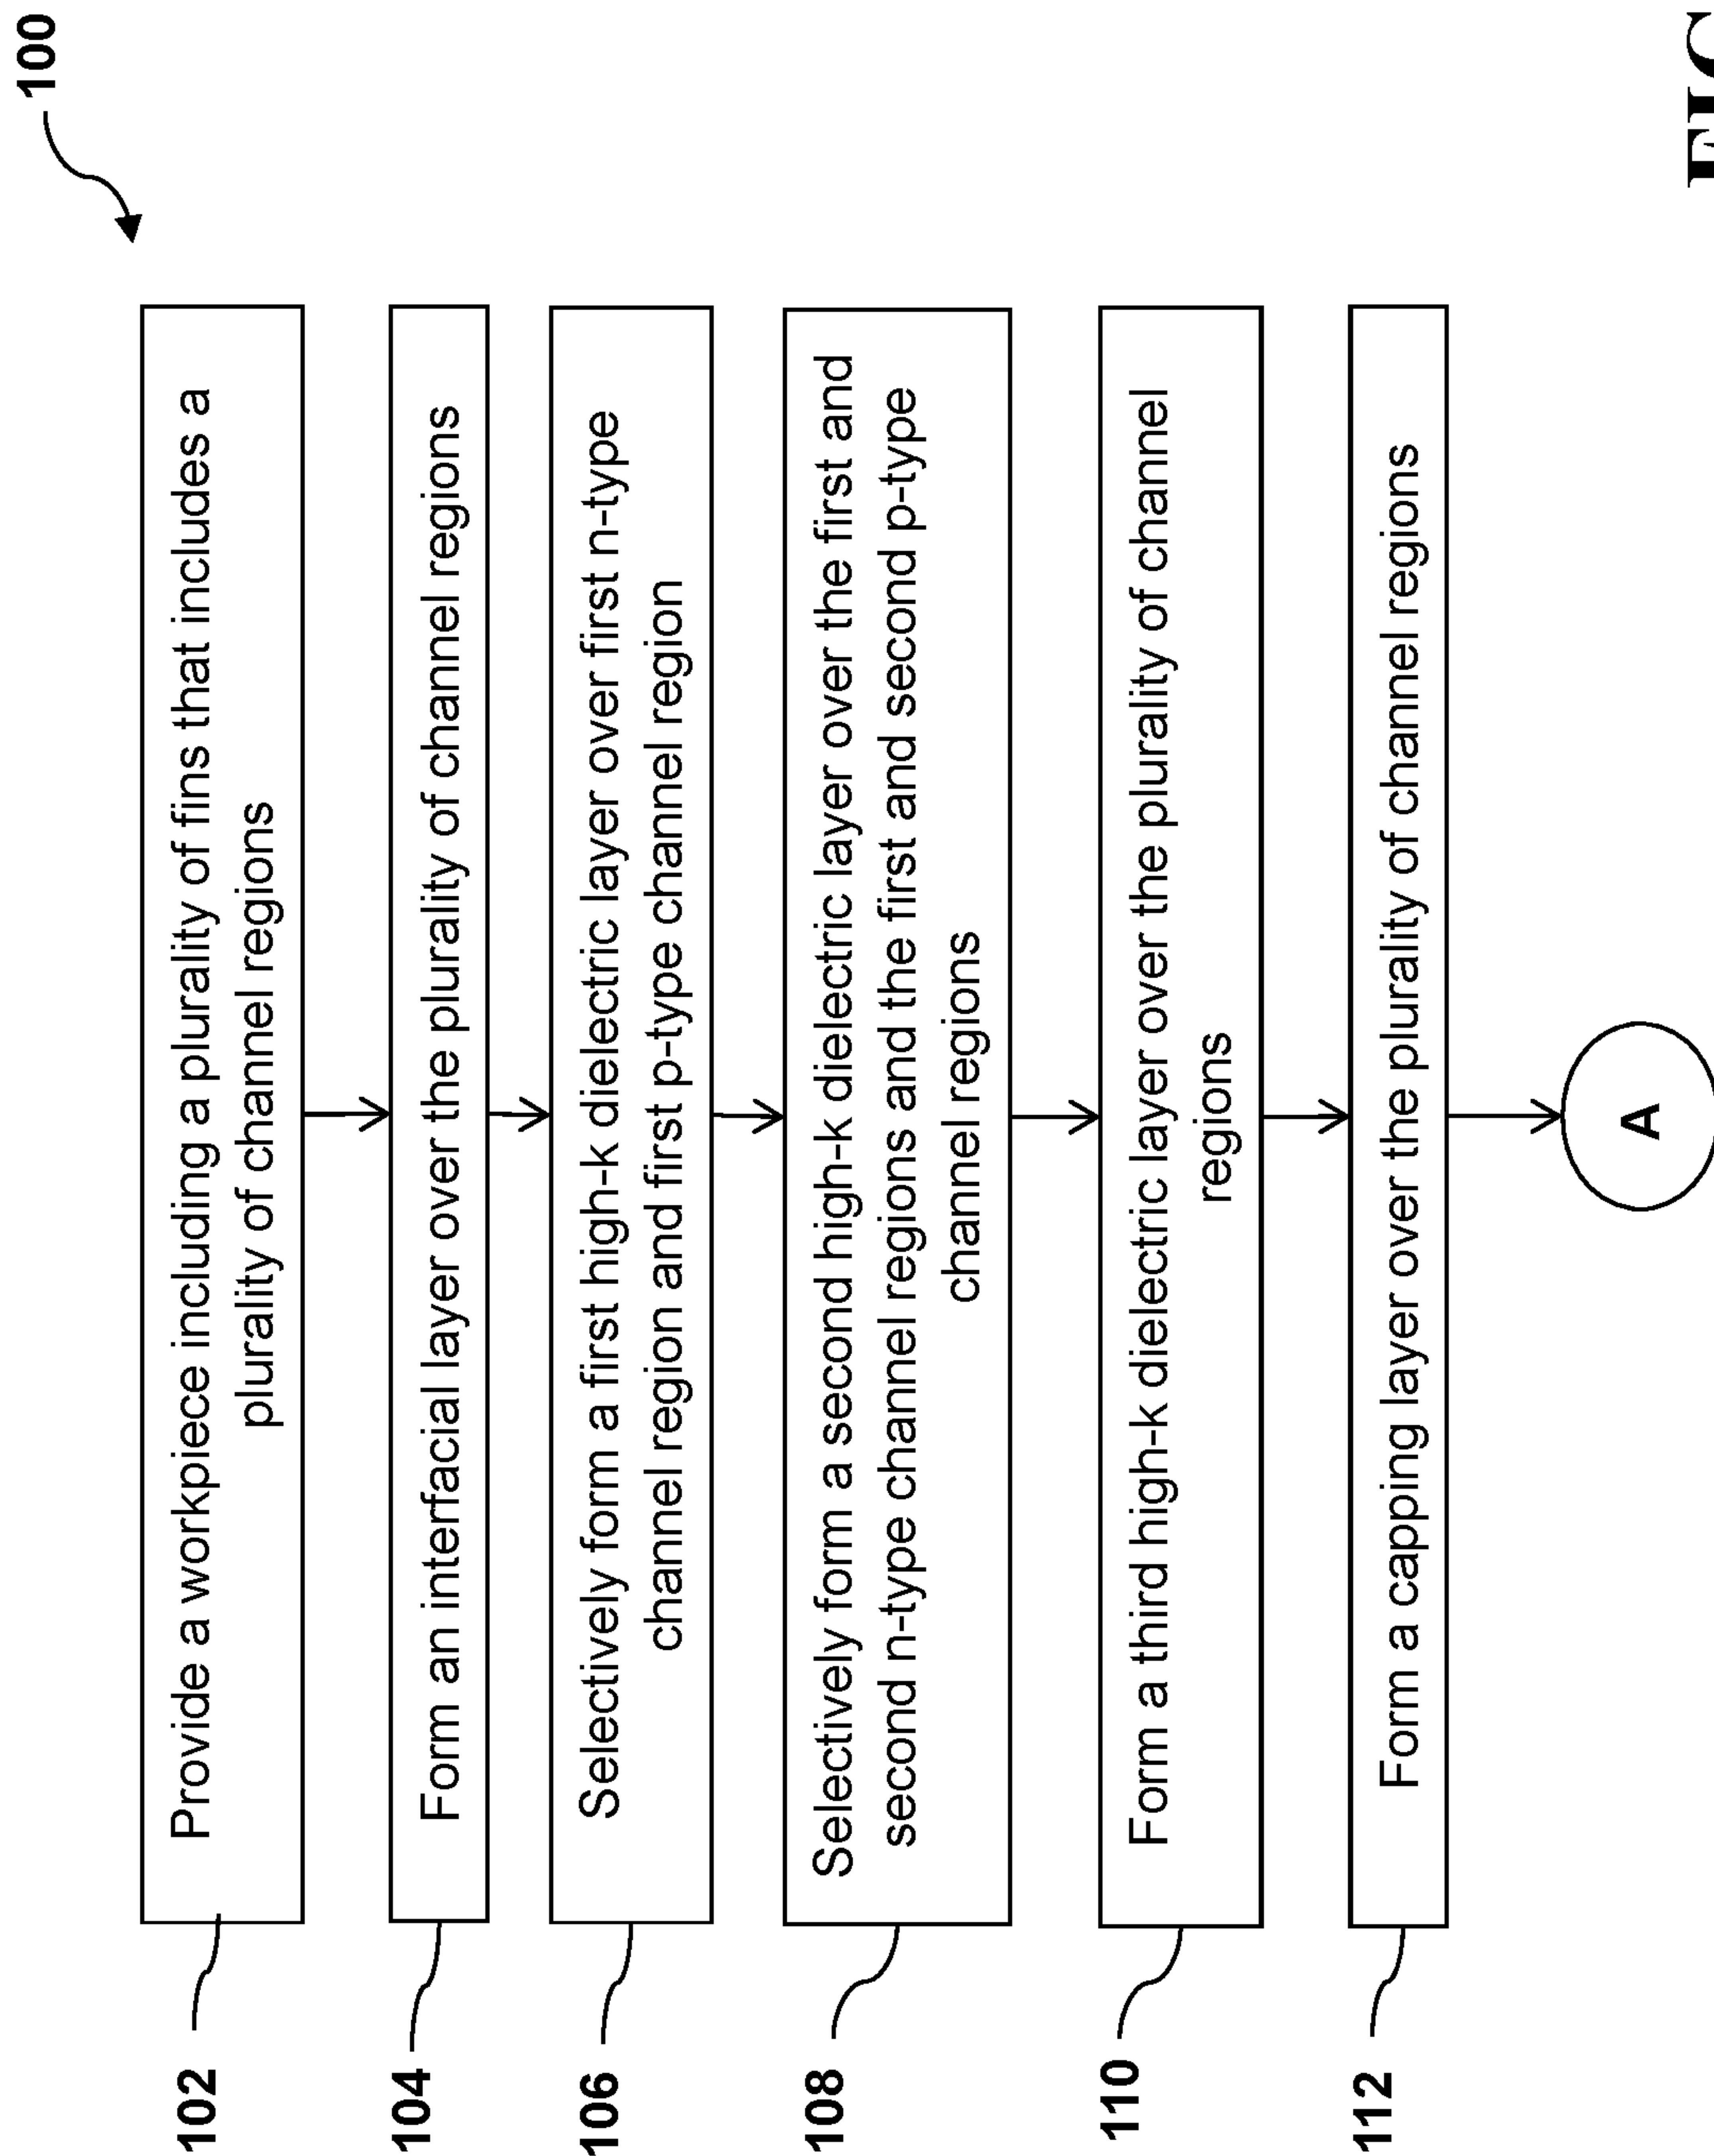 100
102
Provide a workpiece including a plurality of fins that includes a
plurality of channel regions
104
Form an interfacial layer over the plurality of channel regions
106
Selectively form a first high-k dielectric layer over first n-type
channel region and first p-type channel region
108
Selectively form a second high-k dielectric layer over the first and
second n-type channel regions and the first and second p-type
channel regions
110
Form a third high-k dielectric layer over the plurality of channel
regions
112
Form a capping layer over the plurality of channel regions
A